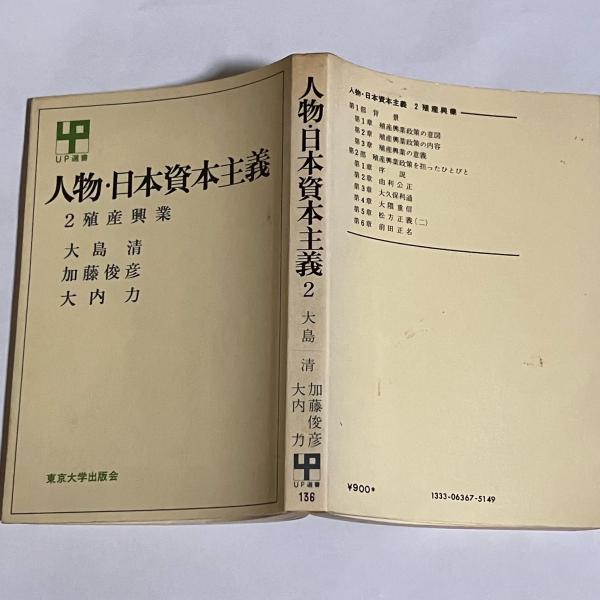 UP選書
人物・日本資本主義
2 殖産興業
大島 清
加藤俊彦
大内 力
東京大学出版会
人物・日本資本主義 2
大島 清
加藤俊彦
大内 力
UP選書
136
人物・日本資本主義 2 殖産興業
第1部 背 景
第1章 殖産興業政策の意図
第2章 殖産興業政策の内容
第3章 殖産興業の意義
第2部 殖産興業政策を担ったひとびと
第1章 序 説
第2章 由利公正
第3章 大久保利通
第4章 大隈重信
第5章 松方正義(二)
第6章 前田正名
¥900*
1333-06367-5149